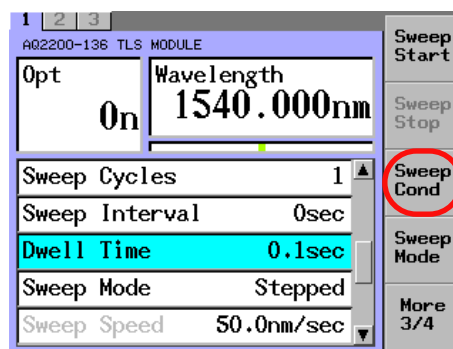 1 2 3
AQ2200-136 TLS MODULE
Opt
On
Wavelength
1540.000nm
Sweep Cycles 1
Sweep Interval 0sec
Dwell Time 0.1sec
Sweep Mode Stepped
Sweep Speed 50.0nm/sec
Sweep
Start
Sweep
Stop
Sweep
Cond
Sweep
Mode
More
3/4